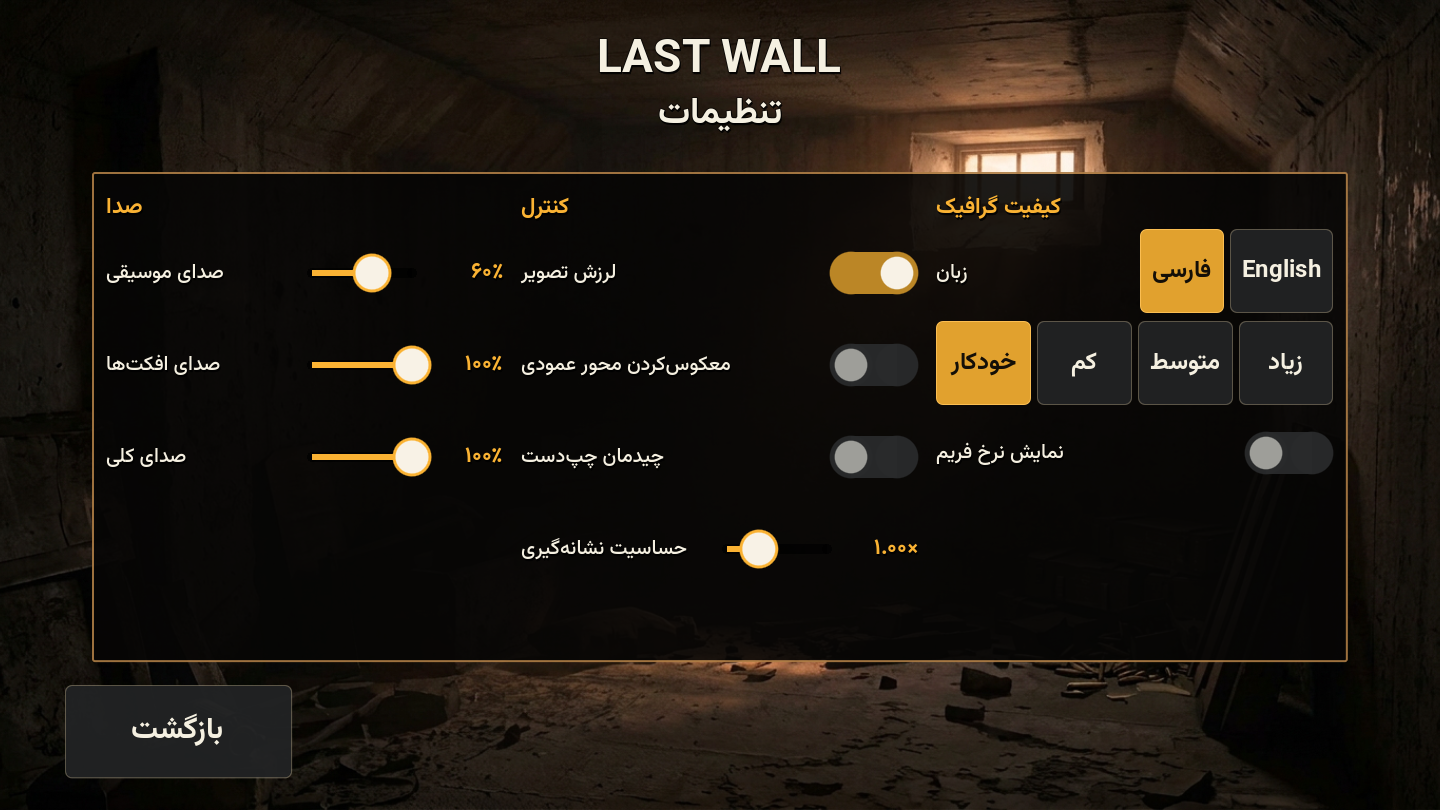 LAST WALL
تنظیمات
صدا
صدای موسیقی
۶۰٪
صدای افکت‌ها
۱۰۰٪
صدای کلی
۱۰۰٪
کنترل
لرزش تصویر
معکوس‌کردن محور عمودی
چیدمان چپ‌دست
حساسیت نشانه‌گیری
۱.۰۰×
کیفیت گرافیک
زبان
فارسی
English
خودکار
کم
متوسط
زیاد
نمایش نرخ فریم
بازگشت